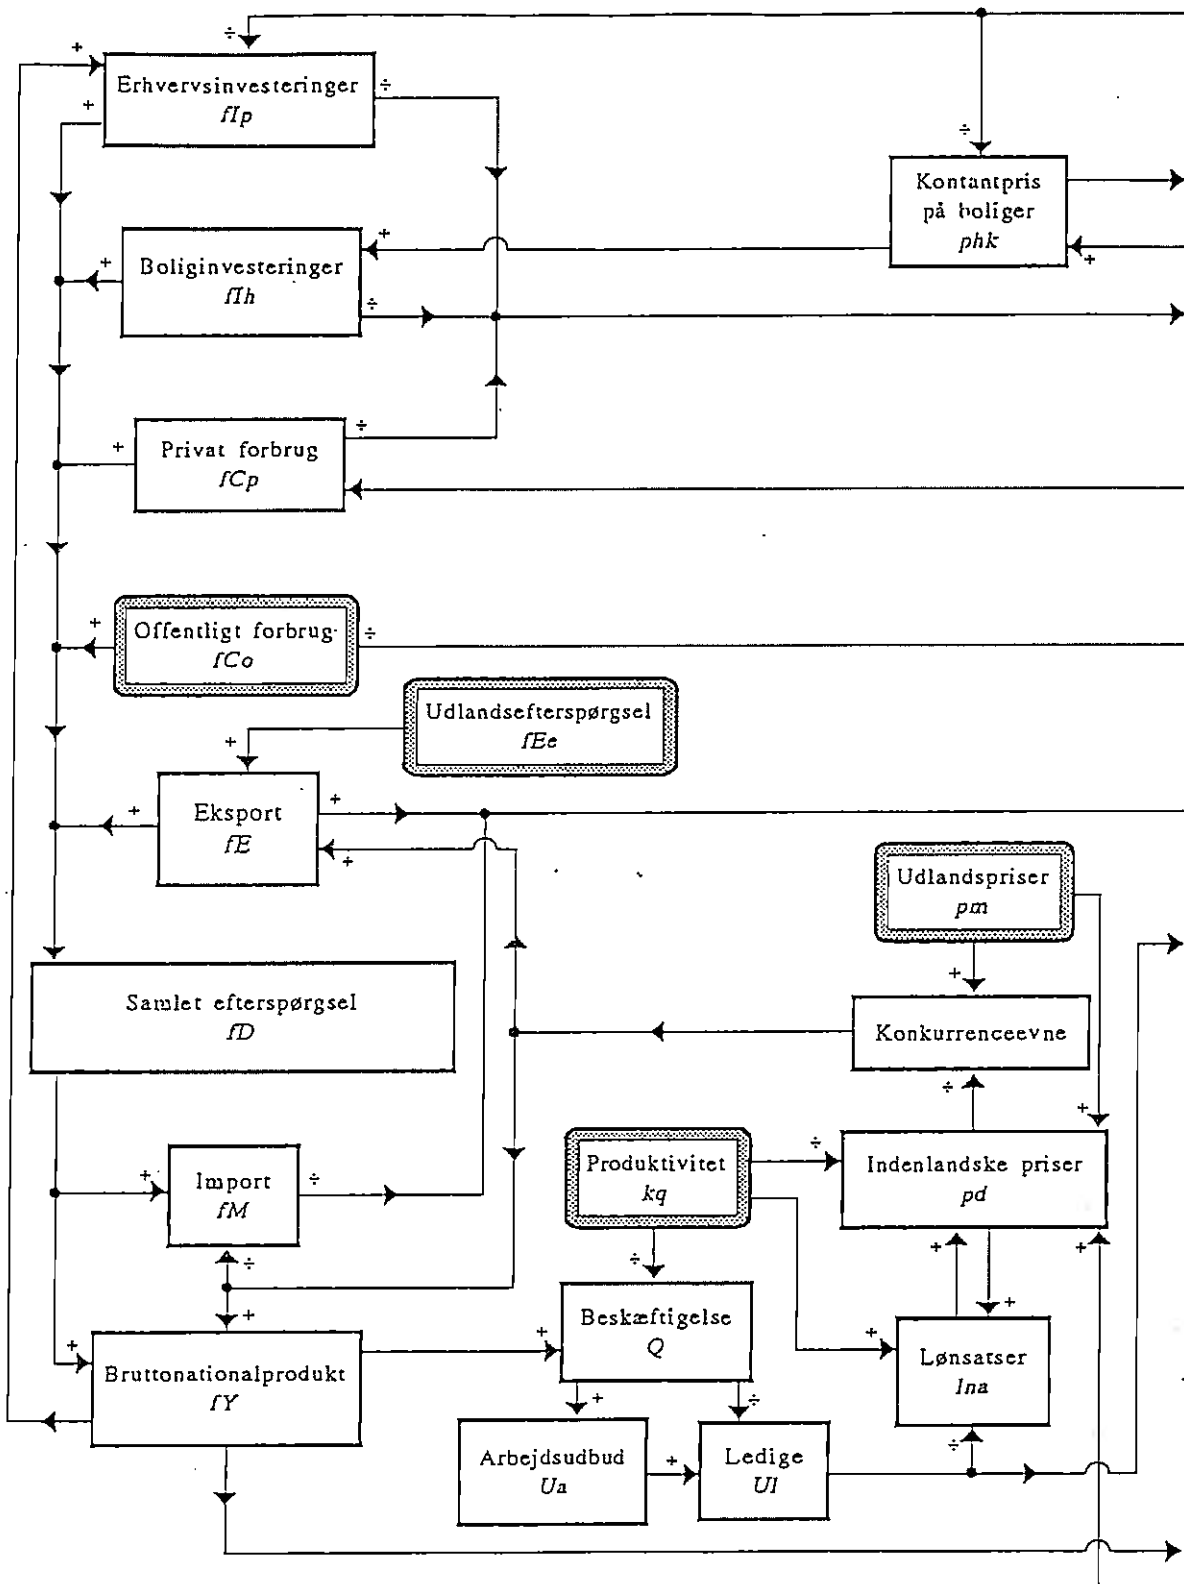 Erhvervsinvesteringer
fIp
Kontantpris
på boliger
phk
Boliginvesteringer
fIh
Privat forbrug
fCp
Offentligt forbrug
fCo
Udlandsefterspørgsel
fEe
Eksport
fE
Udlandspriser
pm
Samlet efterspørgsel
fD
Konkurrenceevne
Import
fM
Produktivitet
kq
Indenlandske priser
pd
Bruttonationalprodukt
fY
Beskæftigelse
Q
Lønsatser
lna
Arbejdsudbud
Ua
Ledige
Ul